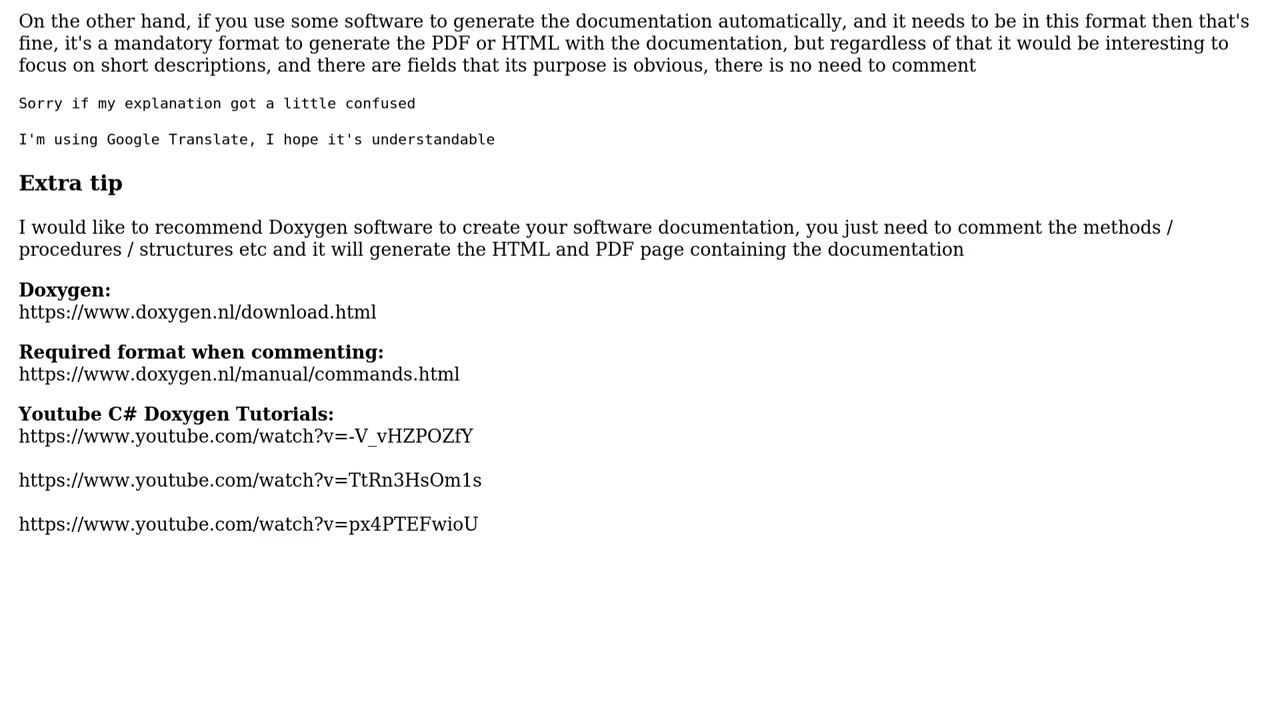 On the other hand, if you use some software to generate the documentation automatically, and it needs to be in this format then that's
fine, it's a mandatory format to generate the PDF or HTML with the documentation, but regardless of that it would be interesting to
focus on short descriptions, and there are fields that its purpose is obvious, there is no need to comment
Sorry if my explanation got a little confused
I'm using Google Translate, I hope it's understandable
Extra tip
I would like to recommend Doxygen software to create your software documentation, you just need to comment the methods /
procedures / structures etc and it will generate the HTML and PDF page containing the documentation
Doxygen:
https://www.doxygen.nl/download.html
Required format when commenting:
https://www.doxygen.nl/manual/commands.html
Youtube C# Doxygen Tutorials:
https://www.youtube.com/watch?v=-V_vHZPOZfY
https://www.youtube.com/watch?v=TtRn3HsOm1s
https://www.youtube.com/watch?v=px4PTEFwioU